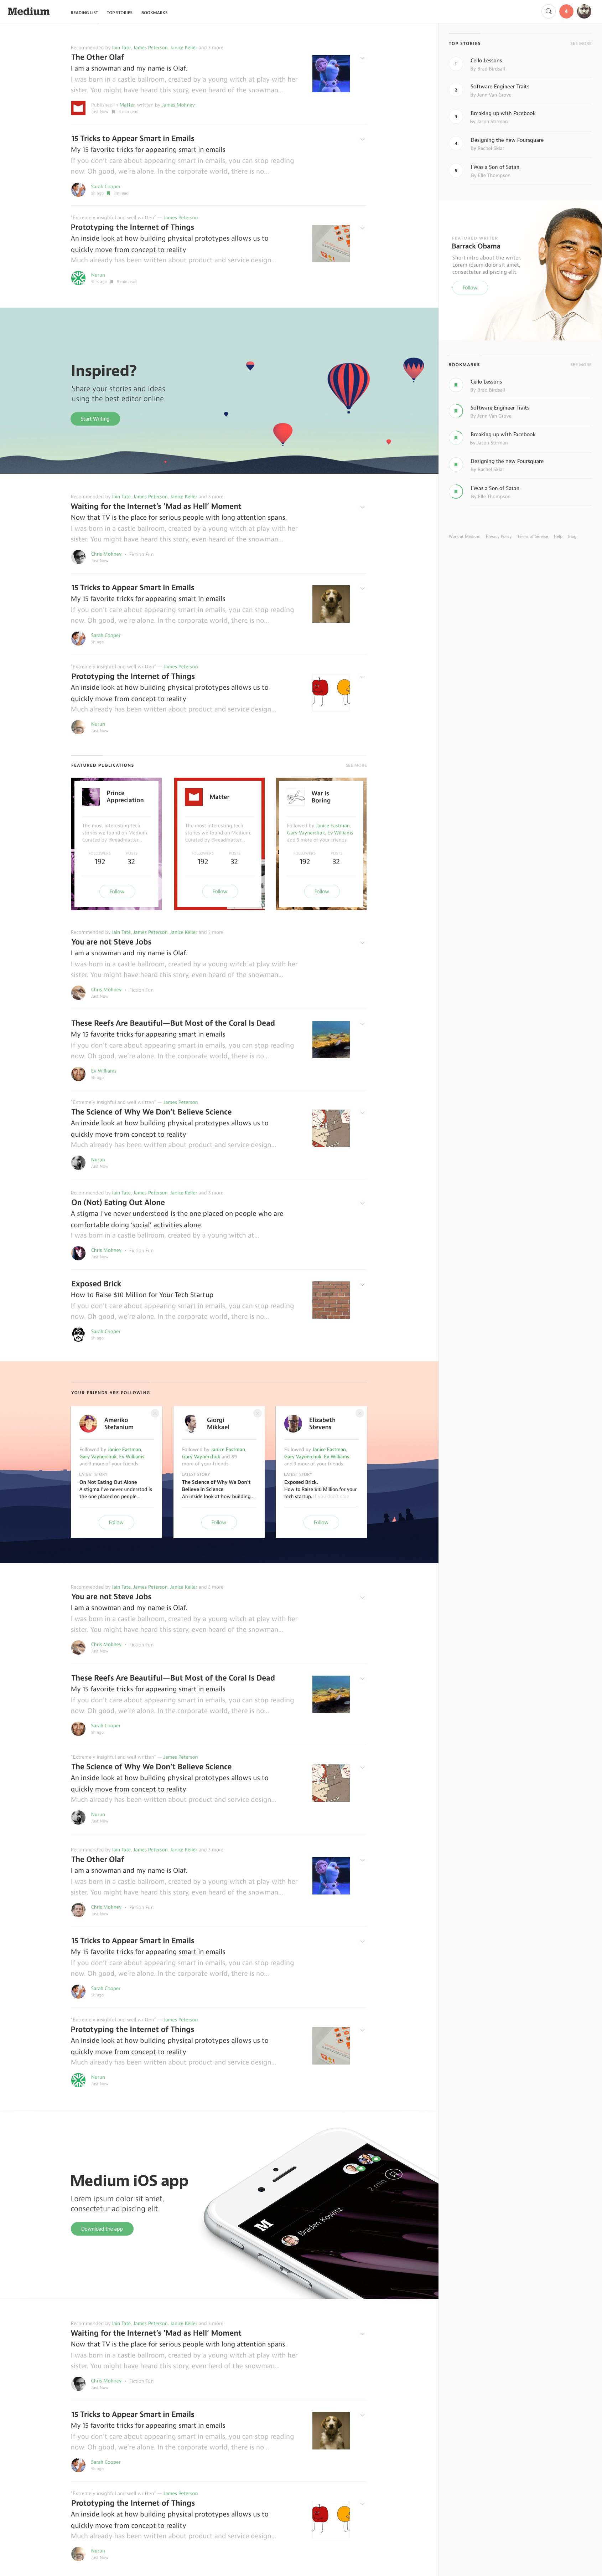 Medium
READING LIST
TOP STORIES
BOOKMARKS
4
Recommended by Iain Tate, James Peterson, Janice Keller and 3 more
The Other Olaf
I am a snowman and my name is Olaf.
I was born in a castle ballroom, created by a young witch at play with her
sister. You might have heard this story, even heard of the snowman...
Published in Matter, written by James Mohney
Just Now
15 Tricks to Appear Smart in Emails
My 15 favorite tricks for appearing smart in emails
If you don't care about appearing smart in emails, you can stop reading
now. Oh good, we're alone. In the corporate world, there is no...
Sarah Cooper
"Extremely insightful and well written" — James Peterson
Prototyping the Internet of Things
An inside look at how building physical prototypes allows us to
quickly move from concept to reality
Much already has been written about product and service design...
Nurun
Inspired?
Share your stories and ideas
using the best editor online.
Start Writing
Recommended by Iain Tate, James Peterson, Janice Keller and 3 more
Waiting for the Internet's 'Mad as Hell' Moment
Now that TV is the place for serious people with long attention spans.
I was born in a castle ballroom, created by a young witch at play with her
sister. You might have heard this story, even heard of the snowman...
Chris Mohney
Just Now
15 Tricks to Appear Smart in Emails
My 15 favorite tricks for appearing smart in emails
If you don't care about appearing smart in emails, you can stop reading
now. Oh good, we're alone. In the corporate world, there is no...
Sarah Cooper
"Extremely insightful and well written" — James Peterson
Prototyping the Internet of Things
An inside look at how building physical prototypes allows us to
quickly move from concept to reality
Much already has been written about product and service design...
Nurun
Just Now
FEATURED PUBLICATIONS
SEE MORE
Prince
Appreciation
The most interesting tech
stories we found on Medium.
Curated by @readmatter.
FOLLOWERS
POSTS
192
32
Follow
Matter
The most interesting tech
stories we found on Medium.
Curated by @readmatter.
192
32
Follow
War is
Boring
Followed by Janice Eastman,
Gary Vaynerchuk, Ev Williams
and 3 more of your friends
192
32
Follow
Recommended by Iain Tate, James Peterson, Janice Keller and 3 more
You are not Steve Jobs
I am a snowman and my name is Olaf.
I was born in a castle ballroom, created by a young witch at play with her
sister. You might have heard this story, even heard of the snowman...
Chris Mohney
Just Now
These Reefs Are Beautiful—But Most of the Coral Is Dead
My 15 favorite tricks for appearing smart in emails
If you don't care about appearing smart in emails, you can stop reading
now. Oh good, we're alone. In the corporate world, there is no...
Ev Williams
"Extremely insightful and well written" — James Peterson
The Science of Why We Don't Believe Science
An inside look at how building physical prototypes allows us to
quickly move from concept to reality
Much already has been written about product and service design...
Nurun
Just Now
Recommended by Iain Tate, James Peterson, Janice Keller and 3 more
On (Not) Eating Out Alone
A stigma I've never understood is the one placed on people who are
comfortable doing 'social' activities alone.
I was born in a castle ballroom, created by a young witch at...
Chris Mohney
Just Now
Exposed Brick
How to Raise $10 Million for Your Tech Startup
If you don't care about appearing smart in emails, you can stop reading
now. Oh good, we're alone. In the corporate world, there is no...
Sarah Cooper
YOUR FRIENDS ARE FOLLOWING
Ameriko
Stefanium
Followed by Janice Eastman,
Gary Vaynerchuk, Ev Williams
and 3 more of your friends
LATEST STORY
On Not Eating Out Alone
A stigma I've never understod is
the one placed on people...
Follow
Giorgi
Mikkael
Followed by Janice Eastman,
Gary Vaynerchuk and 89
more of your friends
LATEST STORY
The Science of Why We Don't
Believe in Science
An inside look at how building...
Follow
Elizabeth
Stevens
Followed by Janice Eastman,
Gary Vaynerchuk, Ev Williams
and 3 more of your friends
LATEST STORY
Exposed Brick.
How to Raise $10 Million for your
tech startup. If you don't care
Follow
Recommended by Iain Tate, James Peterson, Janice Keller and 3 more
You are not Steve Jobs
I am a snowman and my name is Olaf.
I was born in a castle ballroom, created by a young witch at play with her
sister. You might have heard this story, even heard of the snowman...
Chris Mohney
Just Now
These Reefs Are Beautiful—But Most of the Coral Is Dead
My 15 favorite tricks for appearing smart in emails
If you don't care about appearing smart in emails, you can stop reading
now. Oh good, we're alone. In the corporate world, there is no...
Sarah Cooper
"Extremely insightful and well written" — James Peterson
The Science of Why We Don't Believe Science
An inside look at how building physical prototypes allows us to
quickly move from concept to reality
Much already has been written about product and service design...
Nurun
Just Now
Recommended by Iain Tate, James Peterson, Janice Keller and 3 more
The Other Olaf
I am a snowman and my name is Olaf.
I was born in a castle ballroom, created by a young witch at play with her
sister. You might have heard this story, even heard of the snowman...
Chris Mohney
Just Now
15 Tricks to Appear Smart in Emails
My 15 favorite tricks for appearing smart in emails
If you don't care about appearing smart in emails, you can stop reading
now. Oh good, we're alone. In the corporate world, there is no...
Sarah Cooper
"Extremely insightful and well written" — James Peterson
Prototyping the Internet of Things
An inside look at how building physical prototypes allows us to
quickly move from concept to reality
Much already has been written about product and service design...
Nurun
Just Now
Medium iOS app
Lorem ipsum dolor sit amet,
consectetur adipiscing elit.
Download the app
M
Braden Kowitz
2 min
Recommended by Iain Tate, James Peterson, Janice Keller and 3 more
Waiting for the Internet's 'Mad as Hell' Moment
Now that TV is the place for serious people with long attention spans.
I was born in a castle ballroom, created by a young witch at play with her
sister. You might have heard this story, even herd of the snowman...
Chris Mohney
Just Now
15 Tricks to Appear Smart in Emails
My 15 favorite tricks for appearing smart in emails
If you don't care about appearing smart in emails, you can stop reading
now. Oh good, we're alone. In the corporate world, there is no...
Sarah Cooper
"Extremely insightful and well written" — James Peterson
Prototyping the Internet of Things
An inside look at how building physical prototypes allows us to
quickly move from concept to reality
Much already has been written about product and service design...
Nurun
Just Now
TOP STORIES
SEE MORE
1
Cello Lessons
By Brad Birdsall
2
Software Engineer Traits
By Jenn Van Grove
3
Breaking up with Facebook
By Jason Stirman
4
Designing the new Foursquare
By Rachel Sklar
5
I Was a Son of Satan
By Elle Thompson
FEATURED WRITER
Barrack Obama
Short intro about the writer.
Lorem ipsum dolor sit amet,
consectetur adipiscing elit.
Follow
BOOKMARKS
SEE MORE
Cello Lessons
By Brad Birdsall
Software Engineer Traits
By Jenn Van Grove
Breaking up with Facebook
By Jason Stirman
Designing the new Foursquare
By Rachel Sklar
I Was a Son of Satan
By Elle Thompson
Work at Medium
Privacy Policy
Terms of Service
Help
Blog